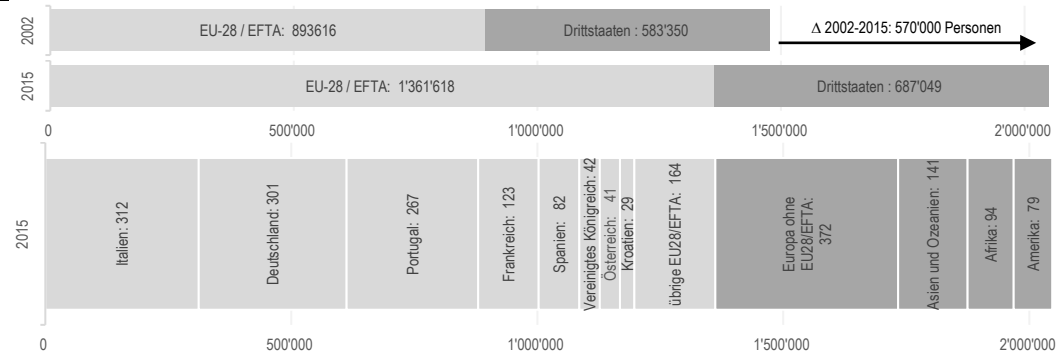 2002
EU-28 / EFTA: 893616
Drittstaaten : 583'350
Δ 2002-2015: 570'000 Personen
2015
EU-28 / EFTA: 1'361'618
Drittstaaten : 687'049
0
500'000
1'000'000
1'500'000
2'000'000
2015
Italien: 312
Deutschland: 301
Portugal: 267
Frankreich: 123
Spanien: 82
Vereinigtes Königreich: 42
Österreich: 41
Kroatien: 29
übrige EU28/EFTA: 164
Europa ohne
EU28/EFTA:
372
Asien und Ozeanien: 141
Afrika: 94
Amerika: 79
0
500'000
1'000'000
1'500'000
2'000'000